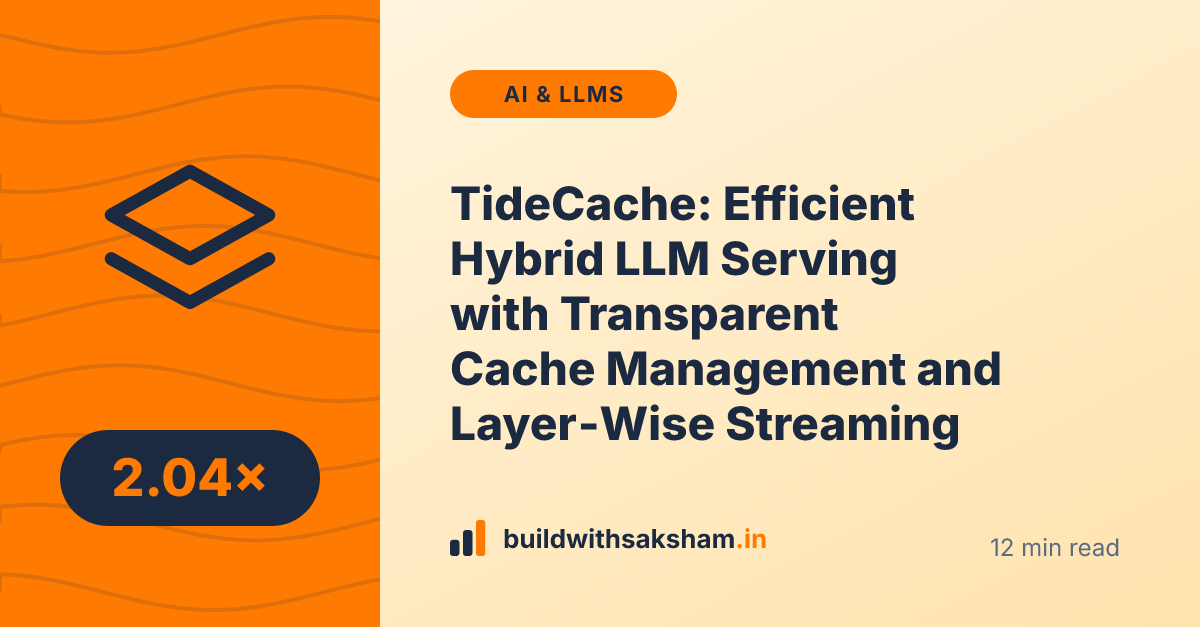 AI & LLMS
TideCache: Efficient
Hybrid LLM Serving
with Transparent
Cache Management and
Layer-Wise Streaming
2.04×
buildwithsaksham.in
12 min read